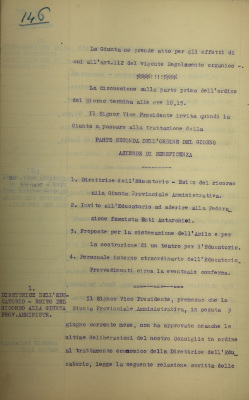 146
La Giunta ne prende atto per gli effetti di
cui all'art.112 del vigente Regolamento organico -.
La discussione sulla parte prima dell'ordine
del giorno termina alle ore 18,15.
Il Signor Vice Presidente invita quindi la
Giunta a passare alla trattazione della
PARTE SECONDA DELL'ORDINE DEL GIORNO
AZIENDE DI BENEFICENZA
1. Direttrice dell'Educatorio - Esito del ricorso
alla Giunta Provinciale Amministrativa.
2. Invito all'Educatorio ad aderire alla Federa_
zione fascista Enti Autarchici.
3. Proposte per la sistemazione dell'Asilo e per
la costruzione di un teatro per l'Educatorio.
4. Personale interno straordinario dell'Educatorio
Provvedimenti circa la eventuale conferma.
1.
DIRETTRICE DELL'EDU-
CATORIO - ESITO DEL
RICORSO ALLA GIUNTA
PROV.AMMINISTR.
Il Signor Vice Presidente, premesso che la
Giunta Provinciale Amministrativa, in seduta 3
giugno corrente anno, non ha approvato neanche le
ultime deliberazioni del nostro Consiglio in ordine
al trattamento economico della Direttrice dell'Edu_
catorio, legge la seguente relazione scritta dello